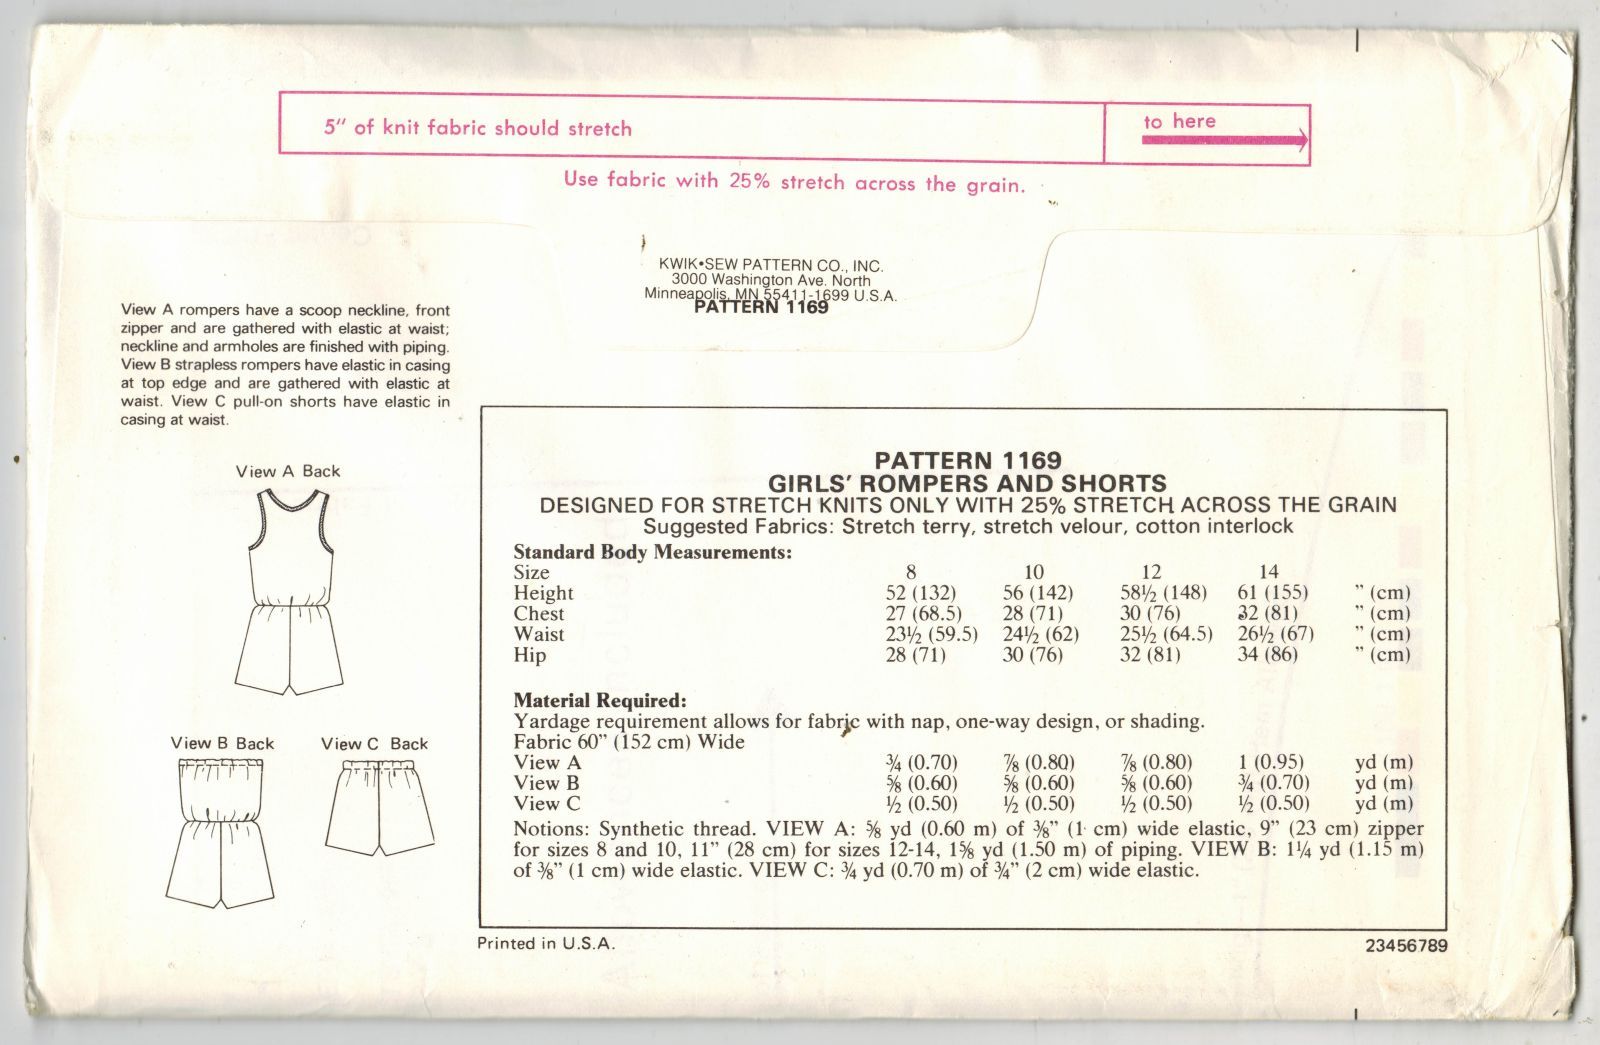 5" of knit fabric should stretch
to here
Use fabric with 25% stretch across the grain.
KWIK•SEW PATTERN CO., INC.
3000 Washington Ave. North
Minneapolis, MN 55411-1699 U.S.A.
PATTERN 1169
View A rompers have a scoop neckline, front
zipper and are gathered with elastic at waist;
neckline and armholes are finished with piping.
View B strapless rompers have elastic in casing
at top edge and are gathered with elastic at
waist. View C pull-on shorts have elastic in
casing at waist.
View A Back
View B Back
View C Back
PATTERN 1169
GIRLS' ROMPERS AND SHORTS
DESIGNED FOR STRETCH KNITS ONLY WITH 25% STRETCH ACROSS THE GRAIN
Suggested Fabrics: Stretch terry, stretch velour, cotton interlock
Standard Body Measurements:
Size 8 10 12 14
Height 52 (132) 56 (142) 58½ (148) 61 (155) " (cm)
Chest 27 (68.5) 28 (71) 30 (76) 32 (81) " (cm)
Waist 23½ (59.5) 24½ (62) 25½ (64.5) 26½ (67) " (cm)
Hip 28 (71) 30 (76) 32 (81) 34 (86) " (cm)
Material Required:
Yardage requirement allows for fabric with nap, one-way design, or shading.
Fabric 60" (152 cm) Wide
View A ¾ (0.70) ⅞ (0.80) ⅞ (0.80) 1 (0.95) yd (m)
View B ⅝ (0.60) ⅝ (0.60) ⅝ (0.60) ¾ (0.70) yd (m)
View C ½ (0.50) ½ (0.50) ½ (0.50) ½ (0.50) yd (m)
Notions: Synthetic thread. VIEW A: ⅝ yd (0.60 m) of ⅜" (1 cm) wide elastic, 9" (23 cm) zipper
for sizes 8 and 10, 11" (28 cm) for sizes 12-14, 1⅝ yd (1.50 m) of piping. VIEW B: 1¼ yd (1.15 m)
of ⅜" (1 cm) wide elastic. VIEW C: ¾ yd (0.70 m) of ¾" (2 cm) wide elastic.
Printed in U.S.A.
23456789